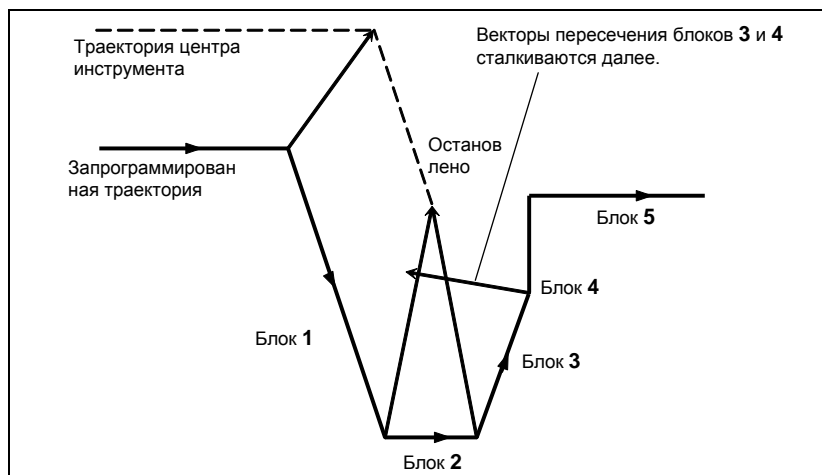 Траектория центра
инструмента
Векторы пересечения блоков 3 и 4
сталкиваются далее.
Запрограммирован
ная траектория
Останов
лено
Блок 5
Блок 4
Блок 1
Блок 3
Блок 2